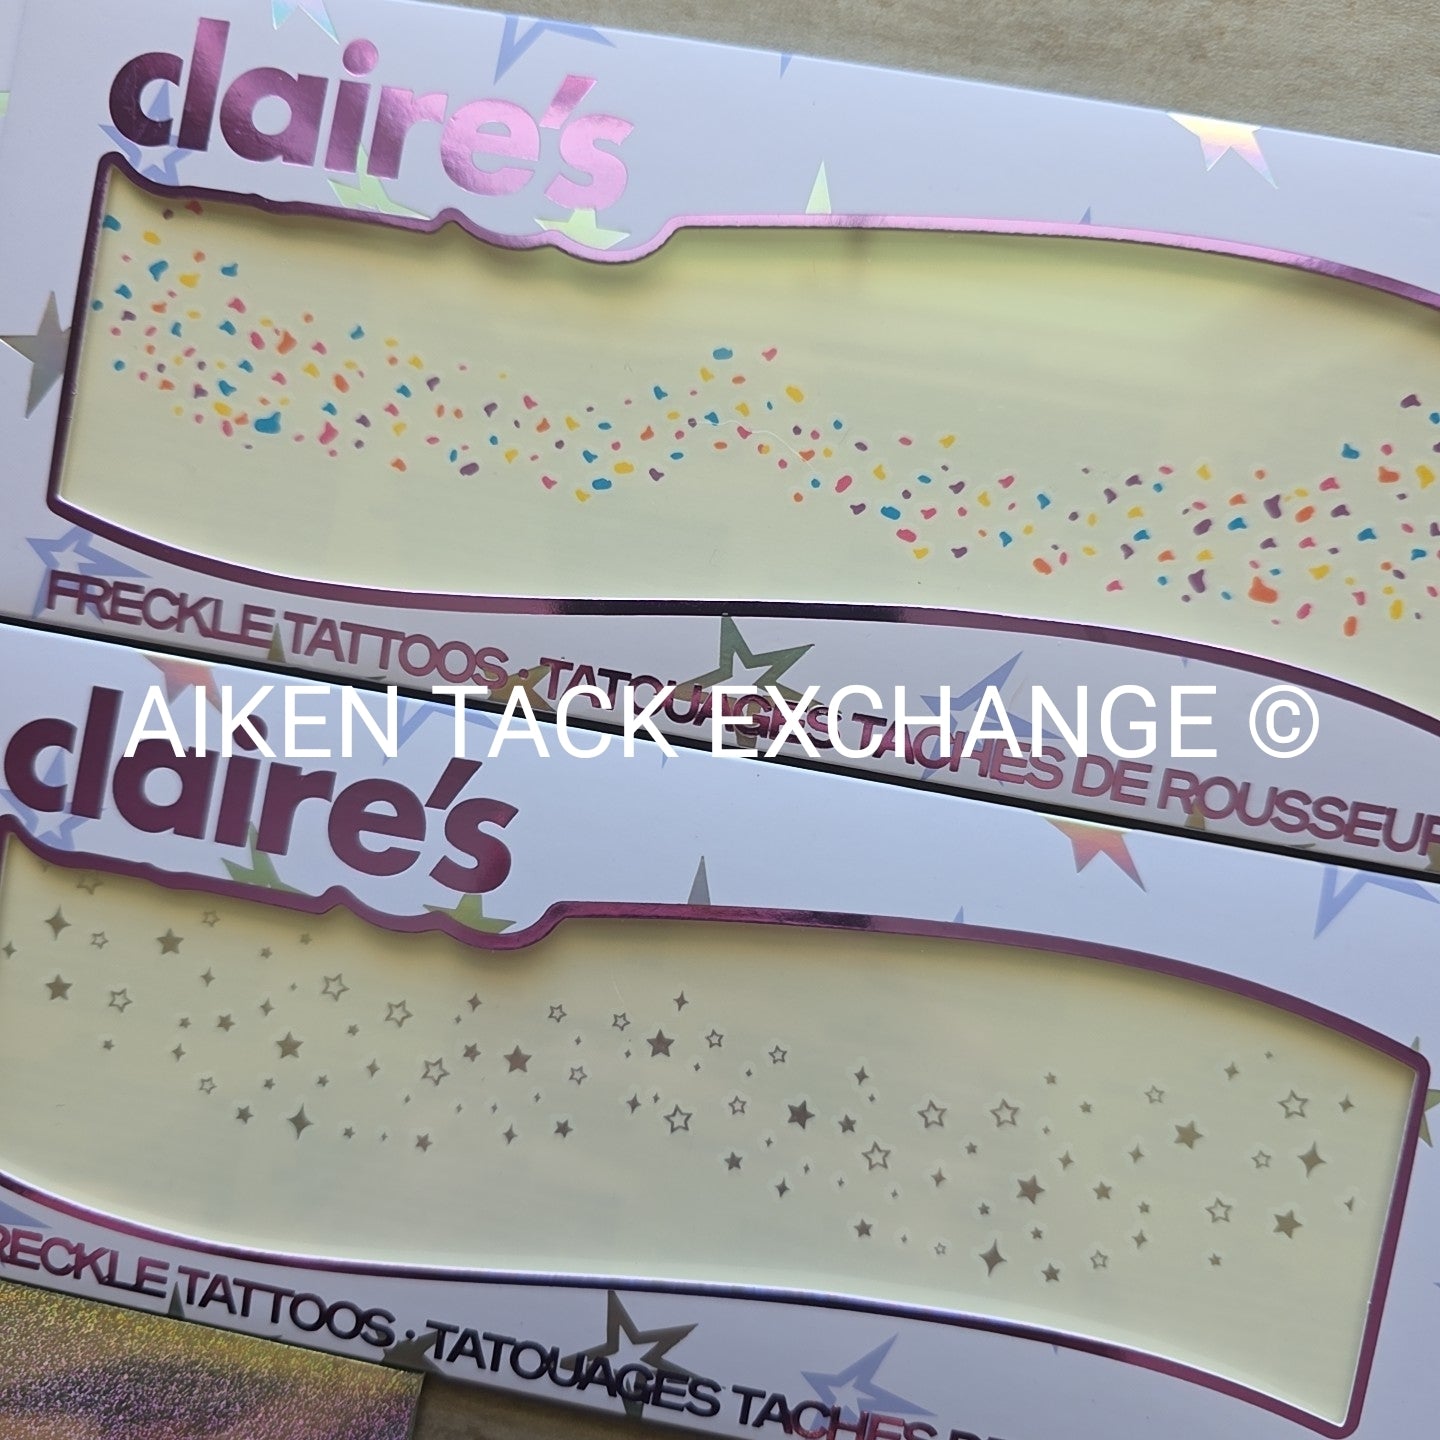 claire's
FRECKLE TATTOOS · TATOUAGES TACHES DE ROUSSEUR
AIKEN TACK EXCHANGE ©
claire's
RECKLE TATTOOS · TATOUAGES TACHES